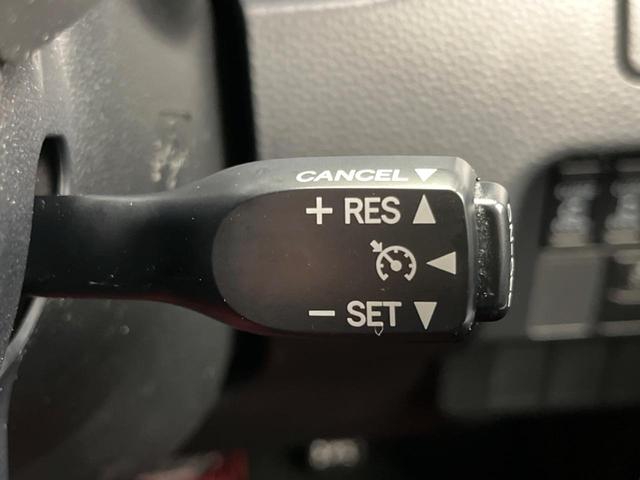 CANCEL▼
+ RES ▲
◀
− SET ▼